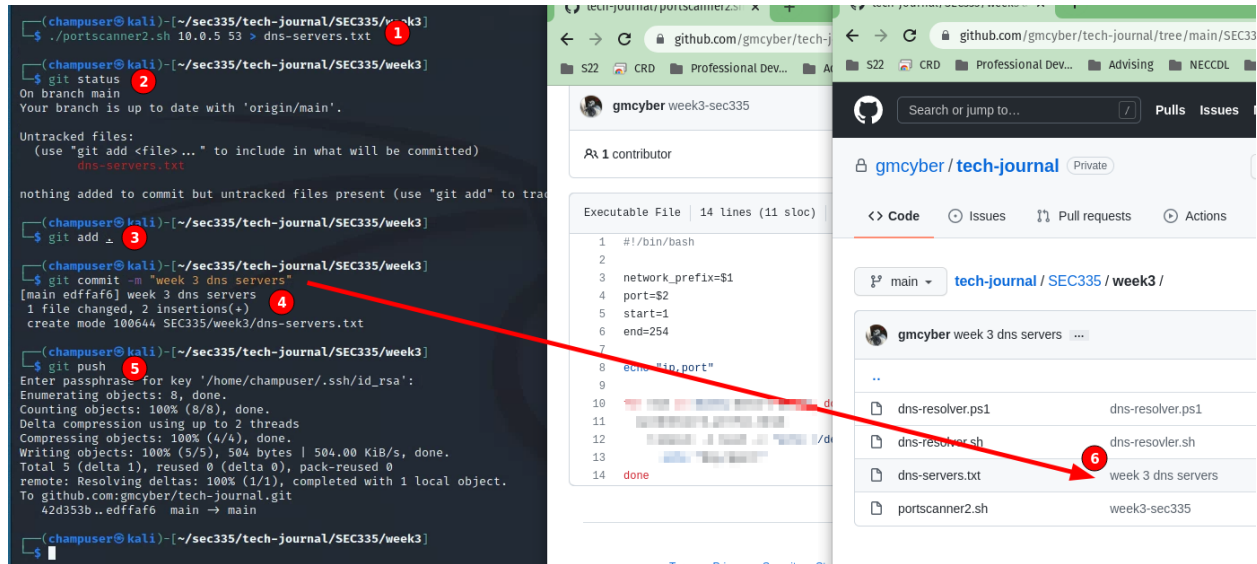 ┌──(champuser㉿kali)-[~/sec335/tech-journal/SEC335/week3]
└─$ ./portscanner2.sh 10.0.5 53 > dns-servers.txt
1
┌──(champuser㉿kali)-[~/sec335/tech-journal/SEC335/week3]
└─$ git status
2
On branch main
Your branch is up to date with 'origin/main'.
Untracked files:
(use "git add <file>..." to include in what will be committed)
dns-servers.txt
nothing added to commit but untracked files present (use "git add" to trac
┌──(champuser㉿kali)-[~/sec335/tech-journal/SEC335/week3]
└─$ git add .
3
┌──(champuser㉿kali)-[~/sec335/tech-journal/SEC335/week3]
└─$ git commit -m "week 3 dns servers"
[main edffaf6] week 3 dns servers
4
1 file changed, 2 insertions(+)
create mode 100644 SEC335/week3/dns-servers.txt
┌──(champuser㉿kali)-[~/sec335/tech-journal/SEC335/week3]
└─$ git push
5
Enter passphrase for key '/home/champuser/.ssh/id_rsa':
Enumerating objects: 8, done.
Counting objects: 100% (8/8), done.
Delta compression using up to 2 threads
Compressing objects: 100% (4/4), done.
Writing objects: 100% (5/5), 504 bytes | 504.00 KiB/s, done.
Total 5 (delta 1), reused 0 (delta 0), pack-reused 0
remote: Resolving deltas: 100% (1/1), completed with 1 local object.
To github.com:gmcyber/tech-journal.git
42d353b..edffaf6 main → main
┌──(champuser㉿kali)-[~/sec335/tech-journal/SEC335/week3]
└─$
tech-journal/portscanner2.s
github.com/gmcyber/tech-j
S22 CRD Professional Dev...
gmcyber week3-sec335
1 contributor
Executable File 14 lines (11 sloc)
1 #!/bin/bash
2
3 network_prefix=$1
4 port=$2
5 start=1
6 end=254
7
8 echo "ip,port"
9
10
11
12
13
14 done
github.com/gmcyber/tech-journal/tree/main/SEC33
S22 CRD Professional Dev... Advising NECCDL
Search or jump to... / Pulls Issues
gmcyber / tech-journal Private
<> Code Issues Pull requests Actions
main tech-journal / SEC335 / week3 /
gmcyber week 3 dns servers ...
..
dns-resolver.ps1 dns-resolver.ps1
dns-resolver.sh dns-resovler.sh
6
dns-servers.txt week 3 dns servers
portscanner2.sh week3-sec335